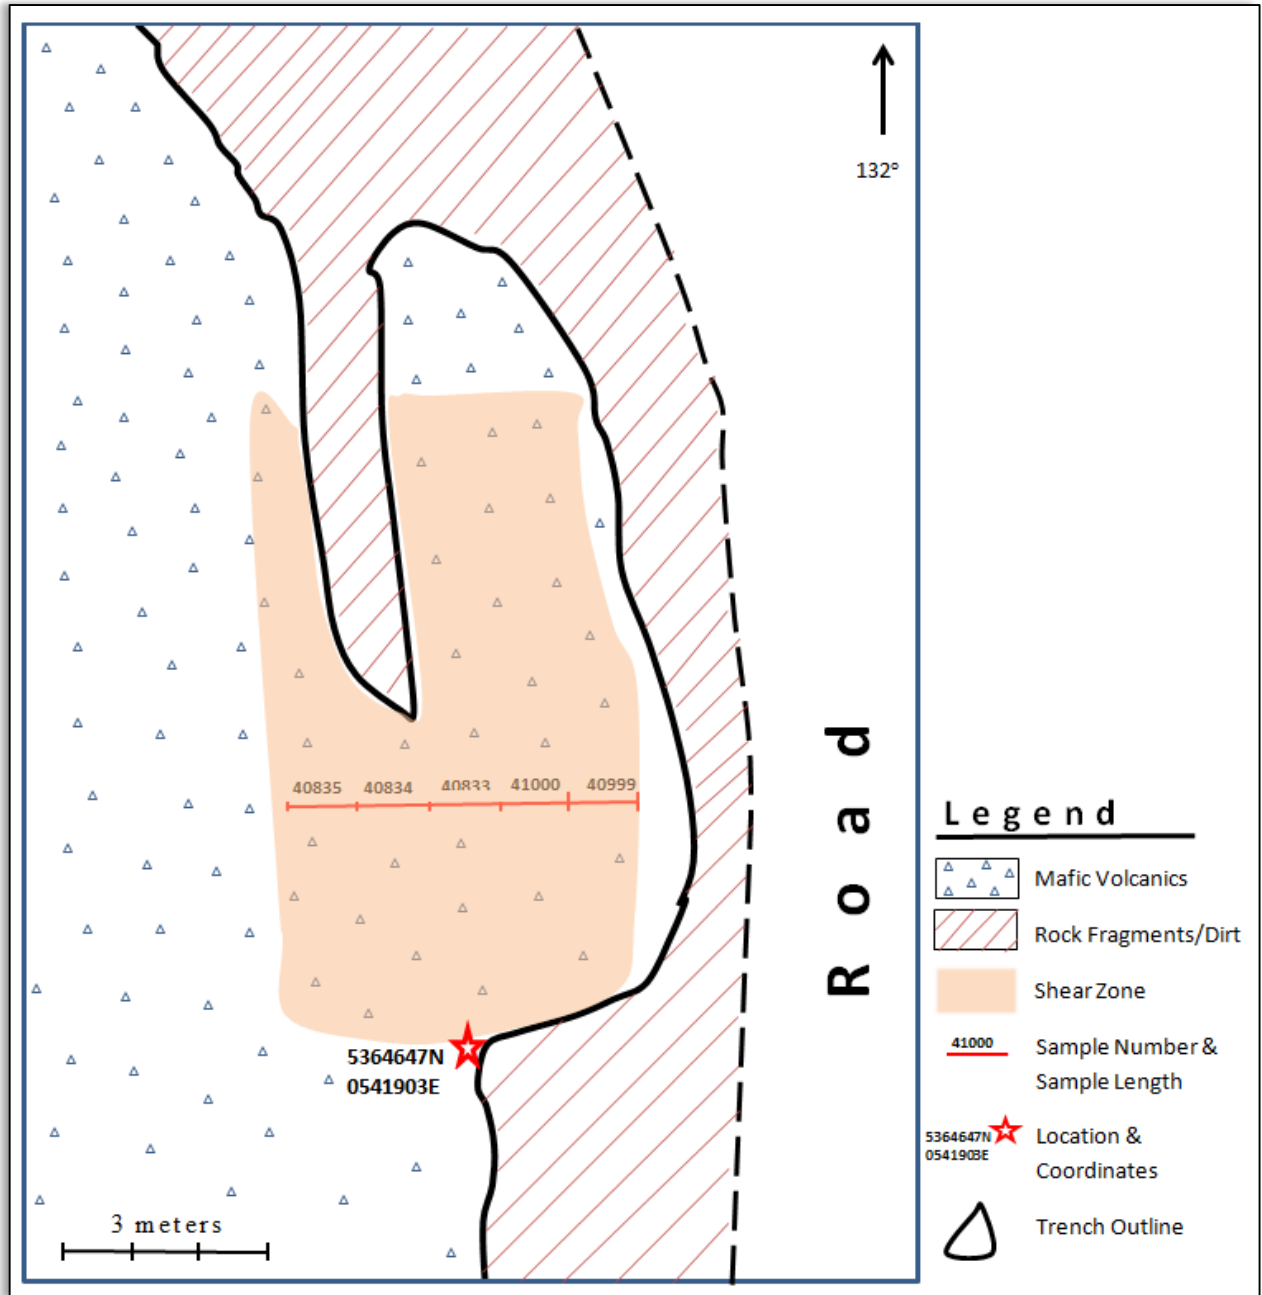 132°
40835 40834 40833 41000 40999
Road
5364647N
0541903E
3 meters
Legend
Mafic Volcanics
Rock Fragments/Dirt
Shear Zone
41000
Sample Number &
Sample Length
5364647N
0541903E
Location &
Coordinates
Trench Outline